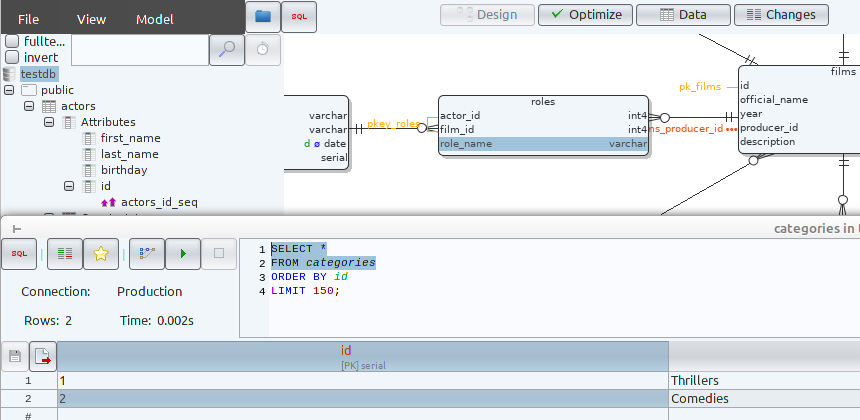 File View Model SQL Design Optimize Data Changes
fullte...
invert
testdb
public
actors
Attributes
first_name
last_name
birthday
id
actors_id_seq
varchar
varchar
d ø date
serial
pkey_roles
roles
actor_id int4
film_id int4
role_name varchar
films
pk_films
id
official_name
year
ns_producer_id
producer_id
description
categories in t
SQL
Connection: Production
Rows: 2 Time: 0.002s
1 SELECT *
2 FROM categories
3 ORDER BY id
4 LIMIT 150;
id
[PK] serial
1 1 Thrillers
2 2 Comedies
#